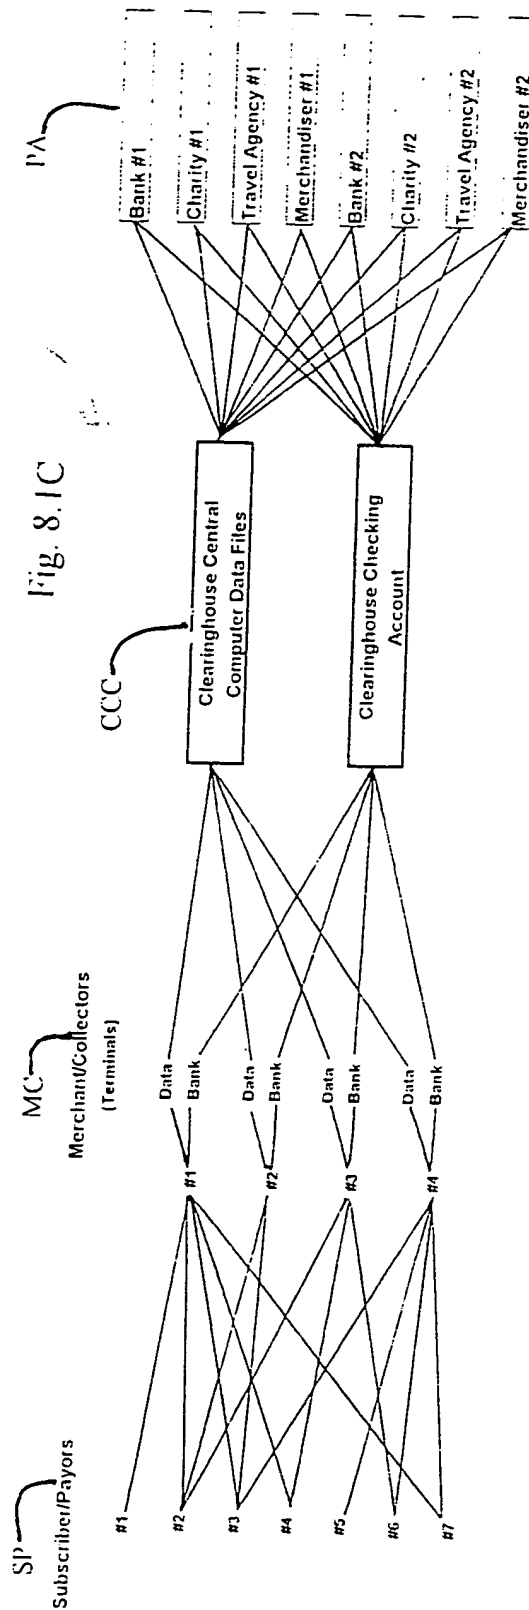 Fig. 8.1C
SP
Subscriber/Payors
#1
#2
#3
#4
#5
#6
#7
MC
Merchant/Collectors
(Terminals)
#1
Data
Bank
#2
Data
Bank
#3
Data
Bank
#4
Data
Bank
CCC
Clearinghouse Central
Computer Data Files
Clearinghouse Checking
Account
PA
Bank #1
Charity #1
Travel Agency #1
Merchandiser #1
Bank #2
Charity #2
Travel Agency #2
Merchandiser #2